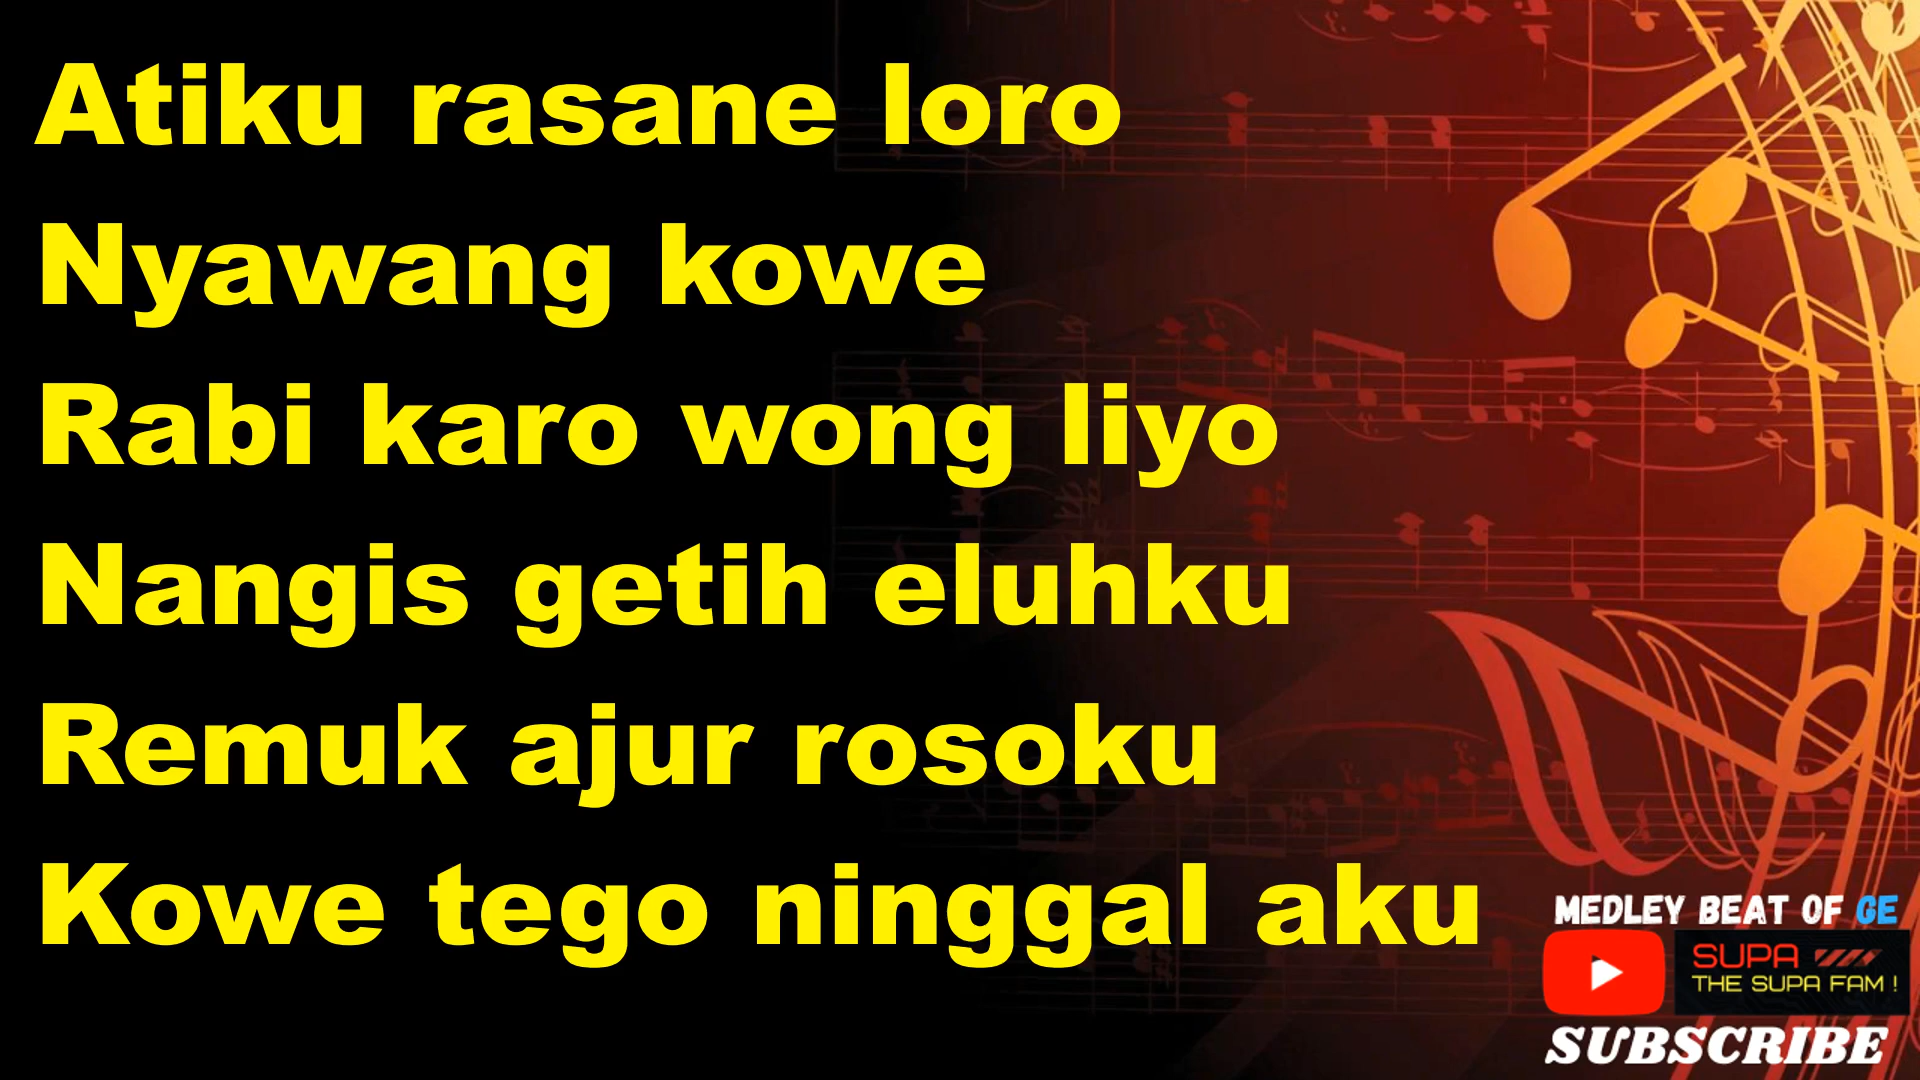 Atiku rasane loro
Nyawang kowe
Rabi karo wong liyo
Nangis getih eluhku
Remuk ajur rosoku
Kowe tego ninggal aku
MEDLEY BEAT OF GE
SUPA
THE SUPA FAM !
SUBSCRIBE